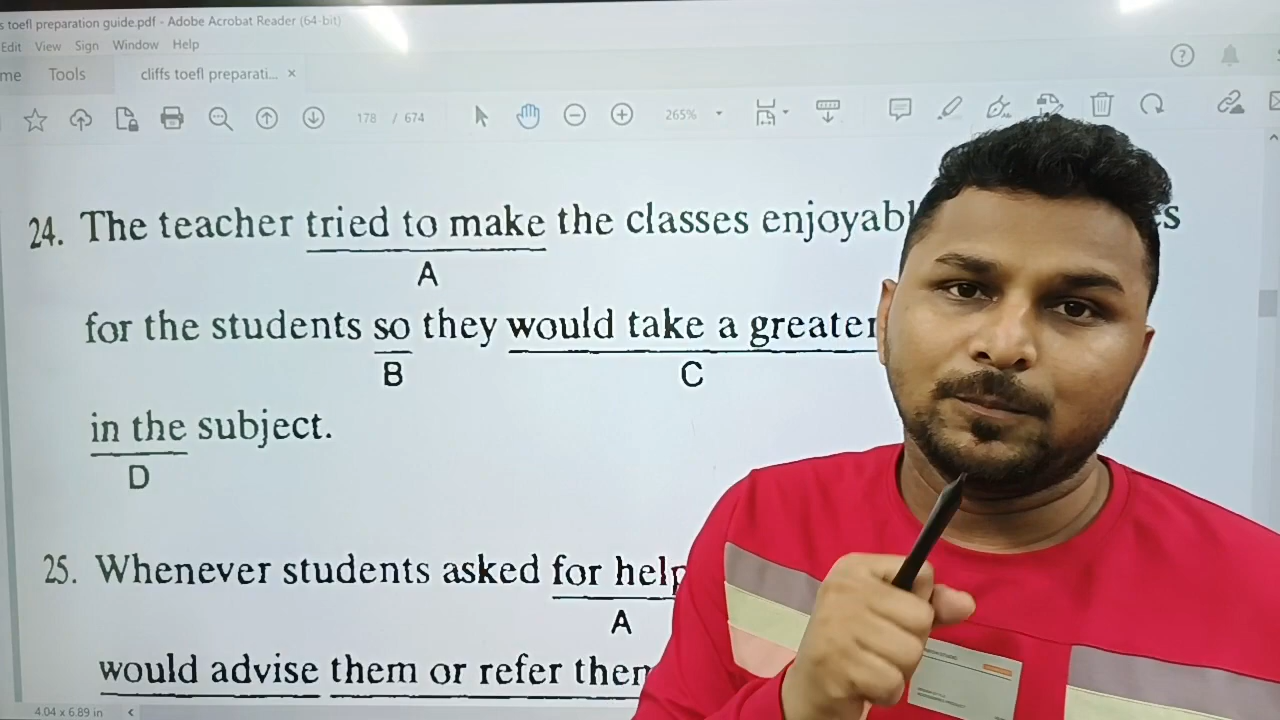 s toefl preparation guide.pdf - Adobe Acrobat Reader (64-bit)
Edit View Sign Window Help
me Tools cliffs toefl preparati... ×
178 / 674 265%
24. The teacher tried to make the classes enjoyabl s
A
for the students so they would take a greater
B C
in the subject.
D
25. Whenever students asked for help
A
would advise them or refer them
4.04 x 6.89 in